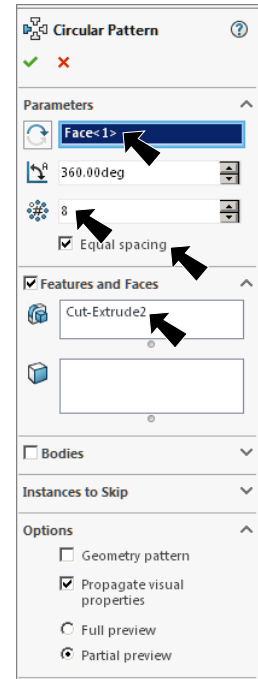 Circular Pattern
Parameters
Face<1>
360.00deg
8
Equal spacing
Features and Faces
Cut-Extrude2
Bodies
Instances to Skip
Options
Geometry pattern
Propagate visual
properties
Full preview
Partial preview